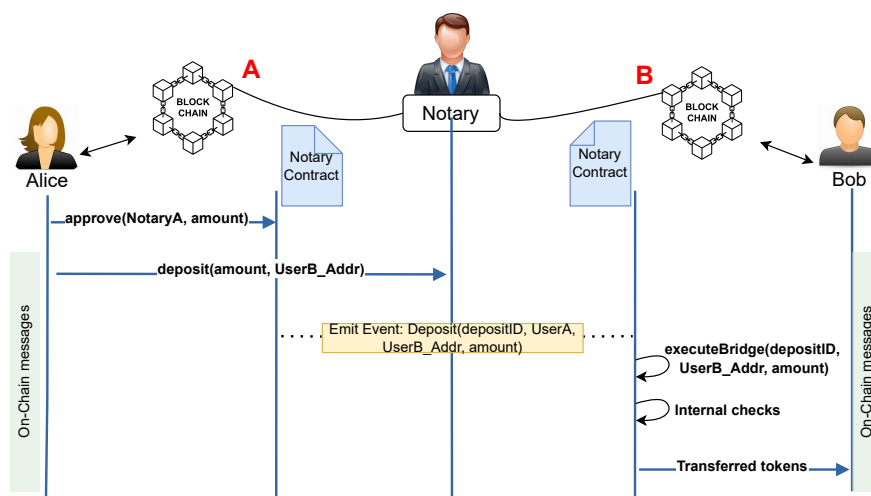 A
B
BLOCK
CHAIN
BLOCK
CHAIN
Notary
Notary
Contract
Notary
Contract
Alice
Bob
approve(NotaryA, amount)
deposit(amount, UserB_Addr)
Emit Event: Deposit(depositID, UserA,
UserB_Addr, amount)
executeBridge(depositID,
UserB_Addr, amount)
Internal checks
Transferred tokens
On-Chain messages
On-Chain messages